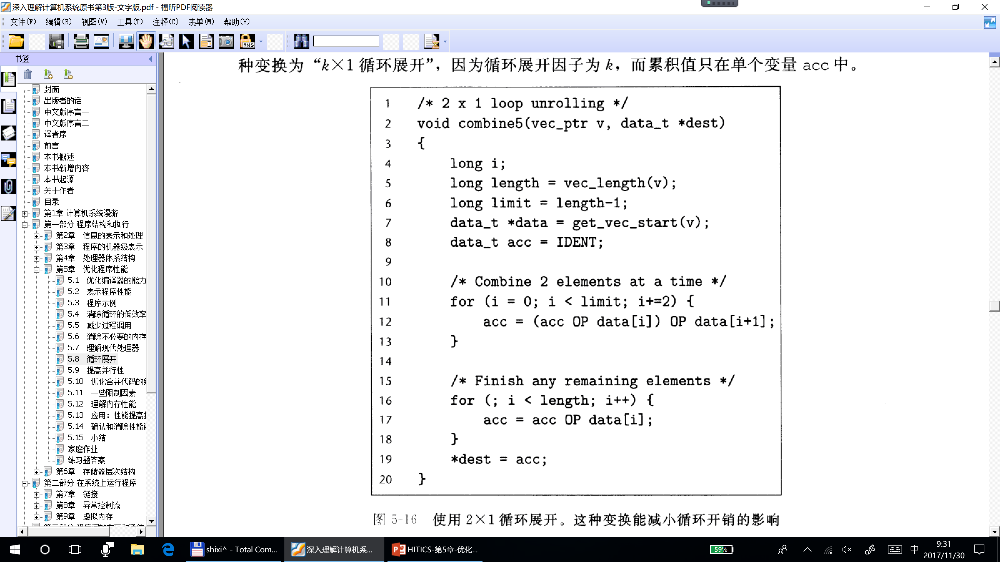 深入理解计算机系统原书第3版-文字版.pdf - 福昕PDF阅读器
文件(F) 编辑(E) 视图(V) 工具(T) 注释(C) 表单(M) 帮助(H)
RMS
书签
封面
出版者的话
中文版序言一
中文版序言二
译者序
前言
本书概述
本书新增内容
本书起源
关于作者
目录
第1章 计算机系统漫游
第一部分 程序结构和执行
第2章 信息的表示和处理
第3章 程序的机器级表示
第4章 处理器体系结构
第5章 优化程序性能
5.1 优化编译器的能力
5.2 表示程序性能
5.3 程序示例
5.4 消除循环的低效率
5.5 减少过程调用
5.6 消除不必要的内存
5.7 理解现代处理器
5.8 循环展开
5.9 提高并行性
5.10 优化合并代码的
5.11 一些限制因素
5.12 理解内存性能
5.13 应用：性能提高
5.14 确认和消除性能
5.15 小结
家庭作业
练习题答案
第6章 存储器层次结构
第二部分 在系统上运行程序
第7章 链接
第8章 异常控制流
第9章 虚拟内存
种变换为“k×1 循环展开”，因为循环展开因子为 k，而累积值只在单个变量 acc 中。
1 /* 2 x 1 loop unrolling */
2 void combine5(vec_ptr v, data_t *dest)
3 {
4 long i;
5 long length = vec_length(v);
6 long limit = length-1;
7 data_t *data = get_vec_start(v);
8 data_t acc = IDENT;
9
10 /* Combine 2 elements at a time */
11 for (i = 0; i < limit; i+=2) {
12 acc = (acc OP data[i]) OP data[i+1];
13 }
14
15 /* Finish any remaining elements */
16 for (; i < length; i++) {
17 acc = acc OP data[i];
18 }
19 *dest = acc;
20 }
图 5-16 使用 2×1 循环展开。这种变换能减小循环开销的影响
shixi^ - Total Com...
深入理解计算机系...
HITICS-第5章-优化...
59%
中
9:31
2017/11/30